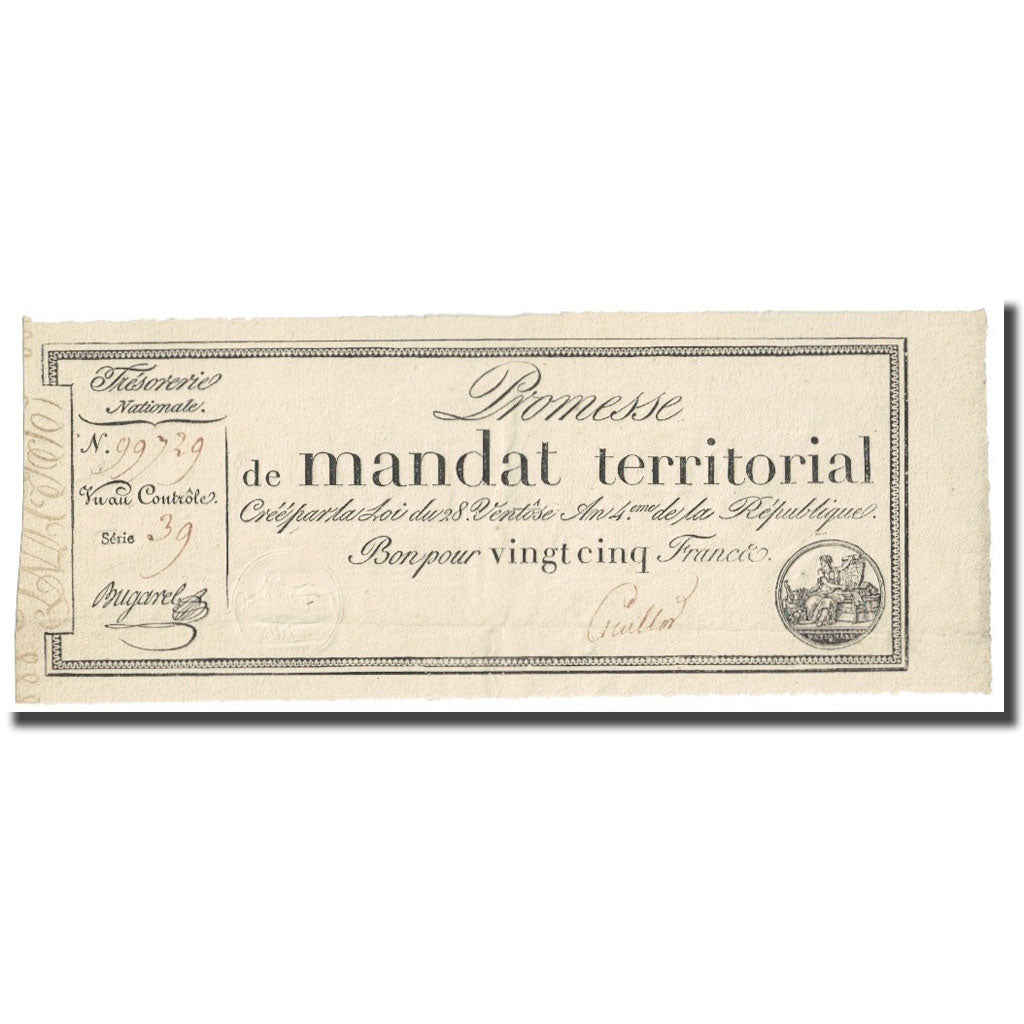 Trésorerie
Nationale.
N. 99729
Vu au Contrôle.
Série 39
Bugarel
Promesse
de mandat territorial
Créé par la Loi du 28 Ventôse An 4.eme de la République.
Bon pour vingt cinq Francs.
NATIONALE